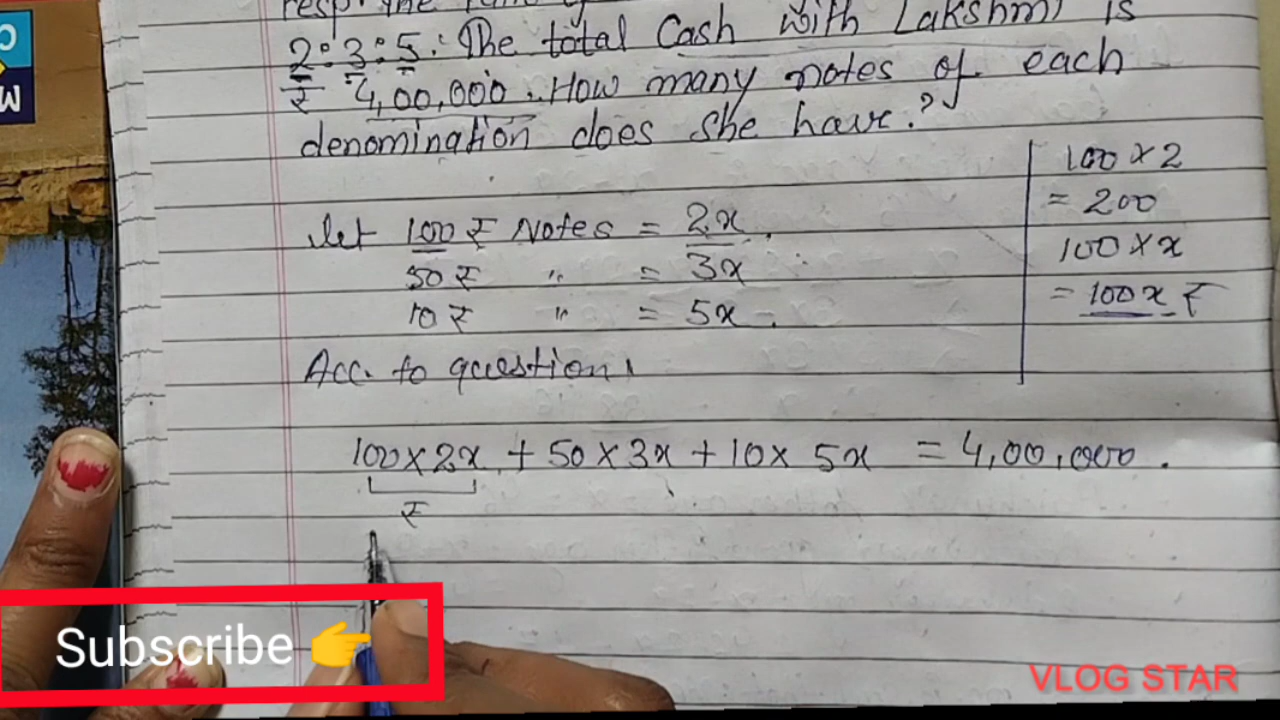 2:3:5. The total Cash with Lakshmi is
₹ 4,00,000. How many notes of each
denomination does she have?
let 100 ₹ Notes = 2x.
50 ₹ " = 3x
10 ₹ " = 5x.
Acc. to question,
100 × 2x + 50 × 3x + 10 × 5x = 4,00,000.
₹
100 × 2
= 200
100 × x
= 100x ₹
Subscribe 👉
VLOG STAR